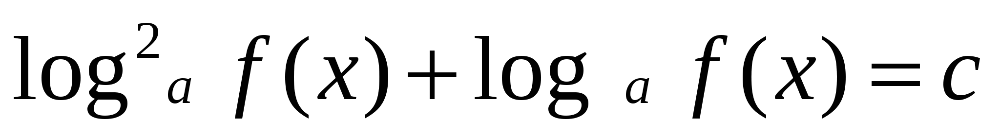 log²ₐ f(x) + log ₐ f(x) = c